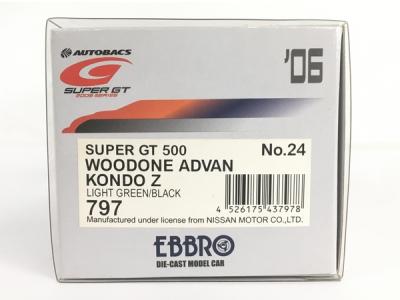 AUTOBACS
'06
SUPER GT
2006 SERIES
SUPER GT 500 No.24
WOODONE ADVAN
KONDO Z
LIGHT GREEN/BLACK
797
4 526175 437978
Manufactured under license from NISSAN MOTOR CO.,LTD.
EBBRO
DIE-CAST MODEL CAR